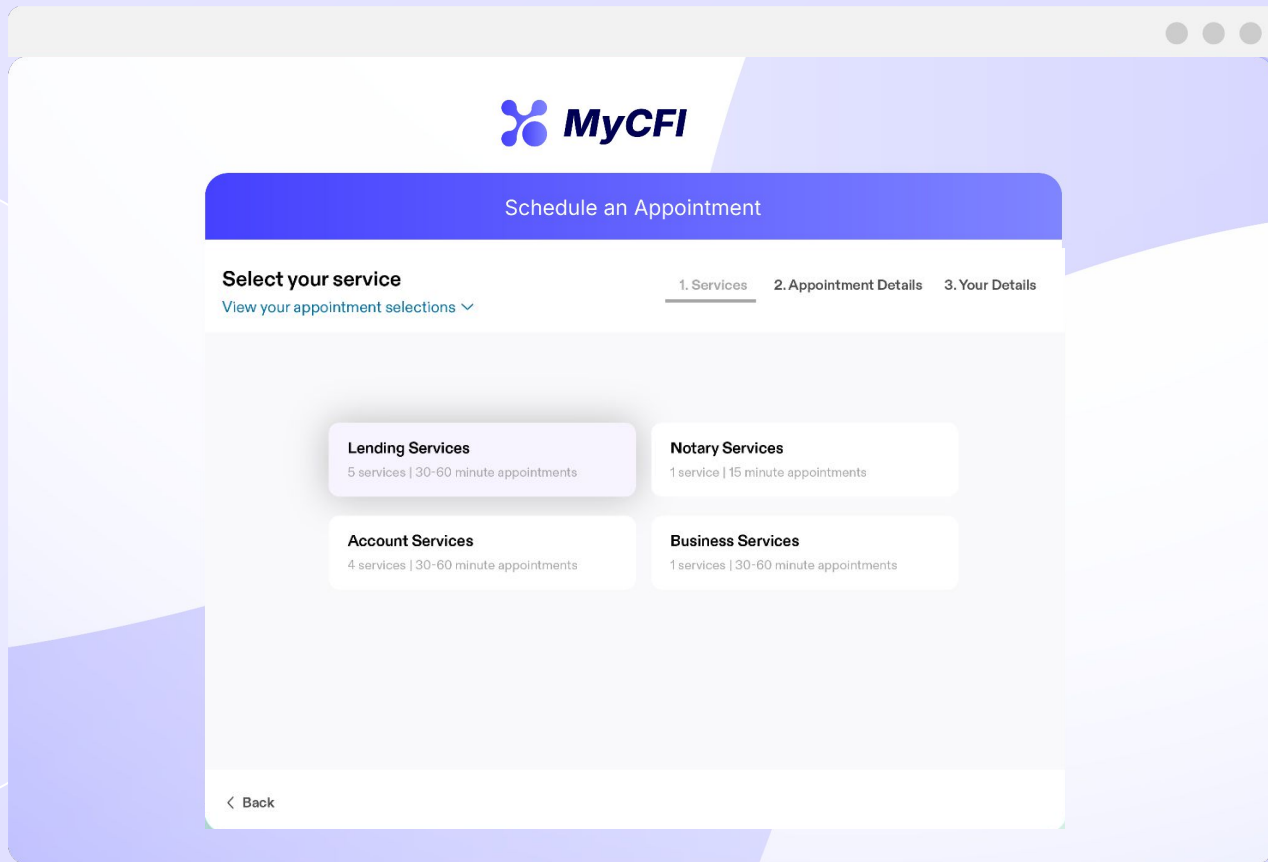 MyCFI
Schedule an Appointment
Select your service
View your appointment selections
1. Services
2. Appointment Details
3. Your Details
Lending Services
5 services | 30-60 minute appointments
Notary Services
1 service | 15 minute appointments
Account Services
4 services | 30-60 minute appointments
Business Services
1 services | 30-60 minute appointments
Back